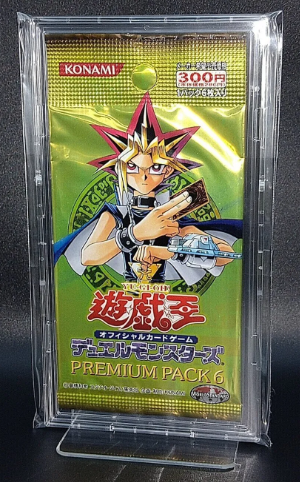 KONAMI
300円
YU-GI-OH
遊戯王
オフィシャルカードゲーム
デュエルモンスターズ
PREMIUM PACK 6